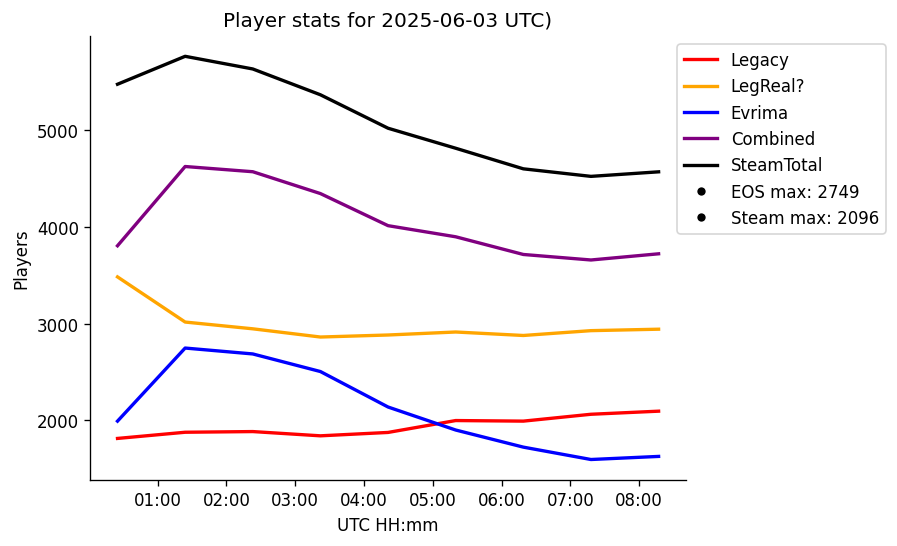 Player stats for 2025-06-03 UTC)
Legacy
LegReal?
Evrima
Combined
SteamTotal
EOS max: 2749
Steam max: 2096
Players
5000
4000
3000
2000
01:00 02:00 03:00 04:00 05:00 06:00 07:00 08:00
UTC HH:mm